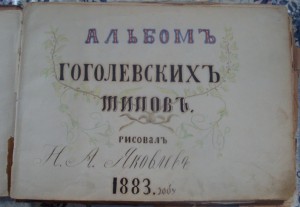 АЛЬБОМЪ
ГОГОЛЕВСКИХЪ
ТИПОВЪ.
РИСОВАЛЪ
Н. А. Яковлевъ
1883.